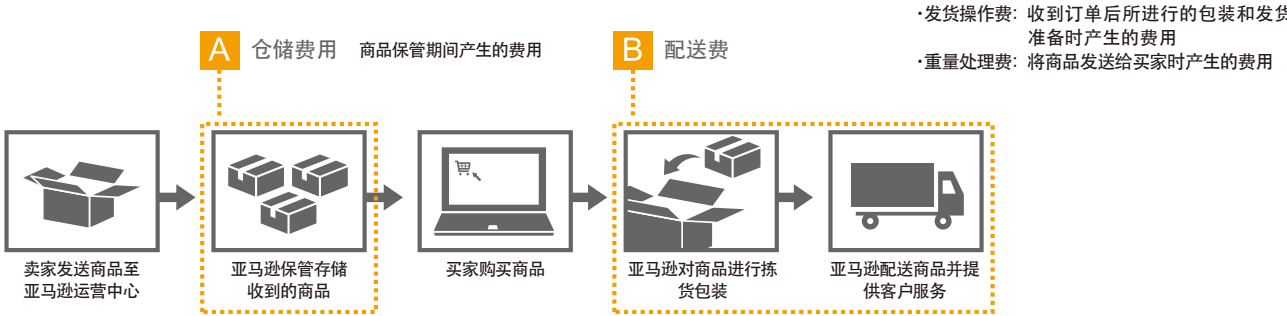 ·发货操作费：收到订单后所进行的包装和发货
准备时产生的费用
·重量处理费：将商品发送给买家时产生的费用
A 仓储费用 商品保管期间产生的费用
B 配送费
卖家发送商品至
亚马逊运营中心
亚马逊保管存储
收到的商品
买家购买商品
亚马逊对商品进行拣
货包装
亚马逊配送商品并提
供客户服务